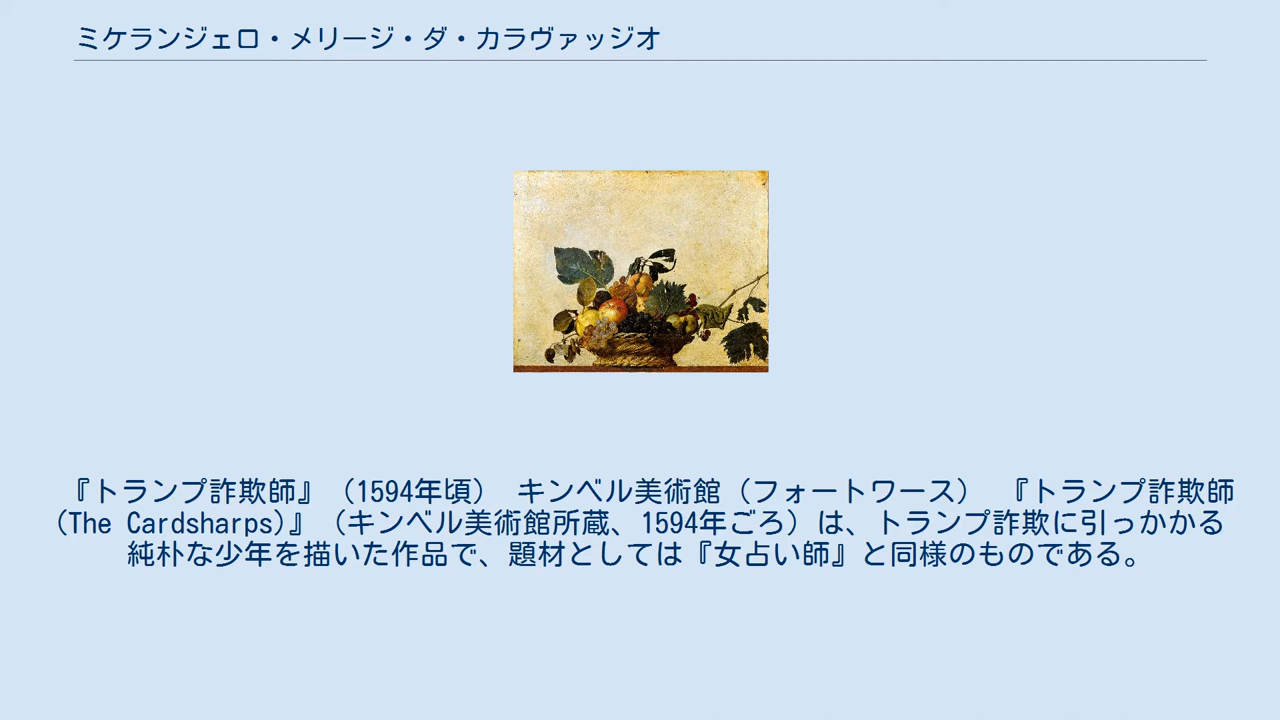 ミケランジェロ・メリージ・ダ・カラヴァッジオ
『トランプ詐欺師』（1594年頃） キンベル美術館（フォートワース） 『トランプ詐欺師
(The Cardsharps)』（キンベル美術館所蔵、1594年ごろ）は、トランプ詐欺に引っかかる
純朴な少年を描いた作品で、題材としては『女占い師』と同様のものである。